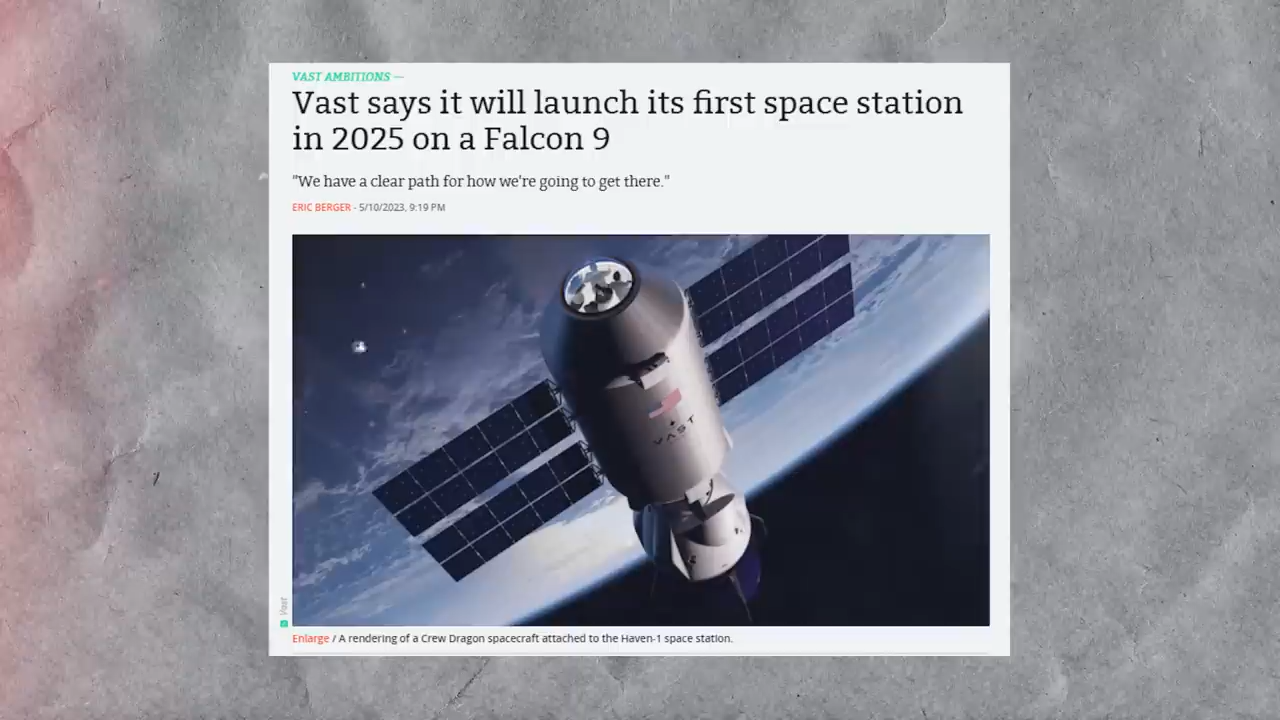 VAST AMBITIONS —
Vast says it will launch its first space station
in 2025 on a Falcon 9
"We have a clear path for how we're going to get there."
ERIC BERGER - 5/10/2023, 9:19 PM
VAST
Vast
Enlarge / A rendering of a Crew Dragon spacecraft attached to the Haven-1 space station.